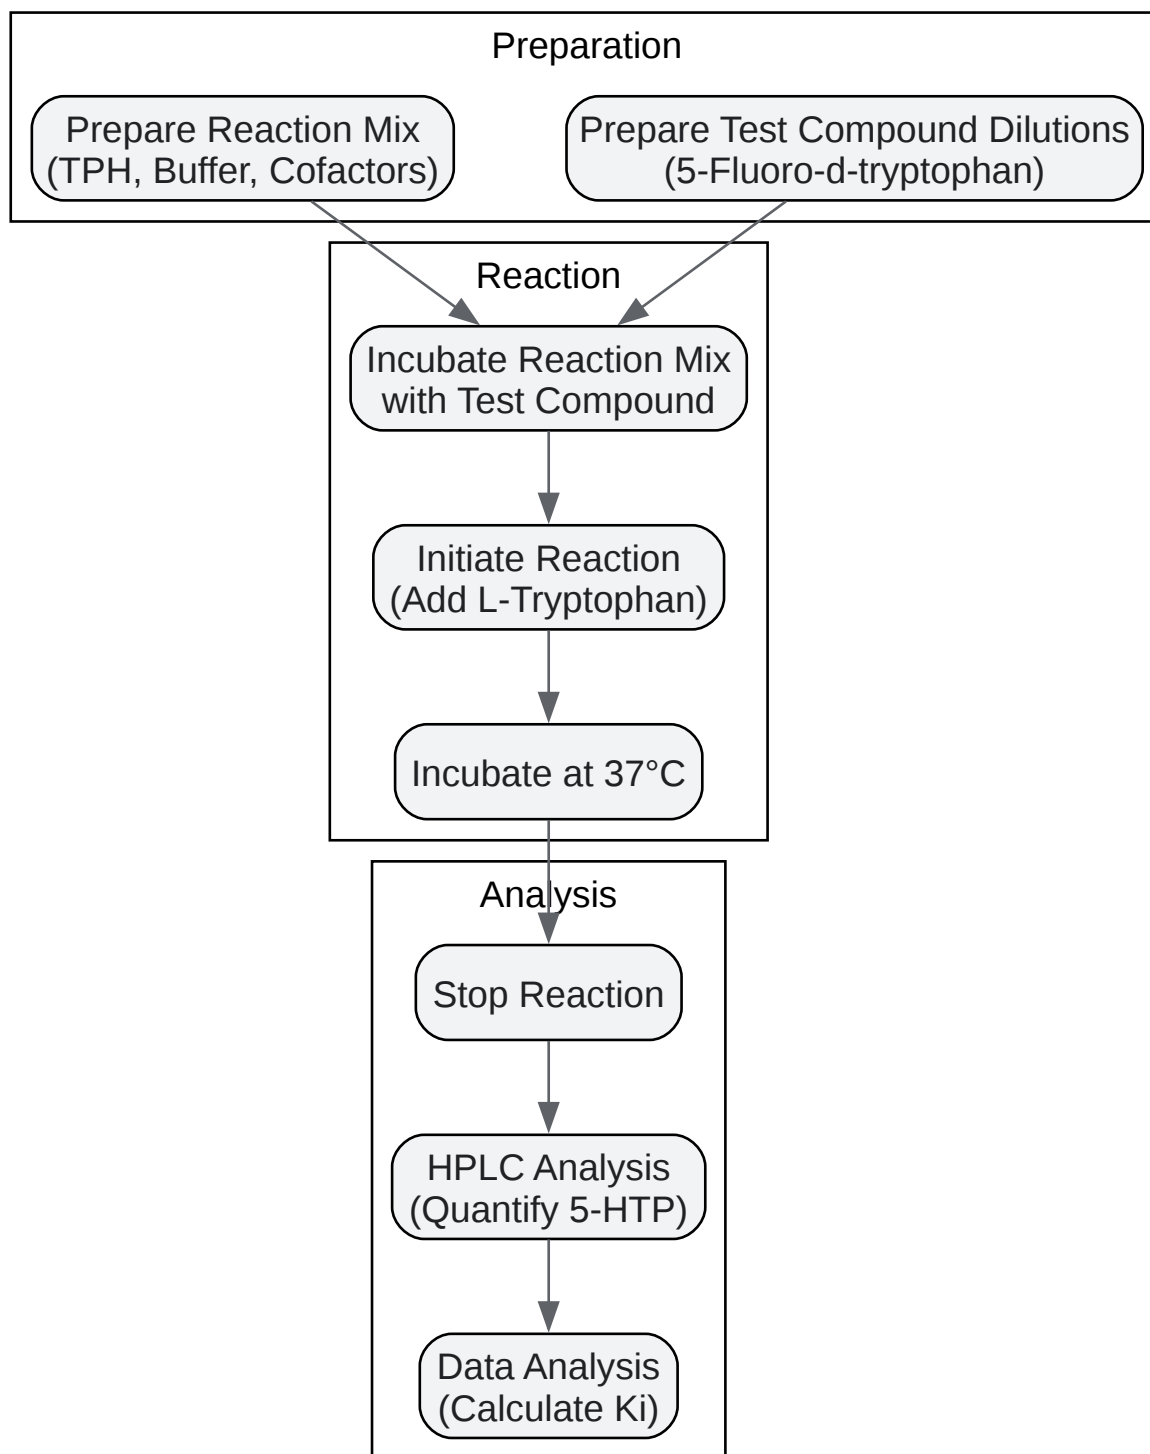 Preparation
Prepare Reaction Mix
(TPH, Buffer, Cofactors)
Prepare Test Compound Dilutions
(5-Fluoro-d-tryptophan)
Reaction
Incubate Reaction Mix
with Test Compound
Initiate Reaction
(Add L-Tryptophan)
Incubate at 37°C
Analysis
Stop Reaction
HPLC Analysis
(Quantify 5-HTP)
Data Analysis
(Calculate Ki)